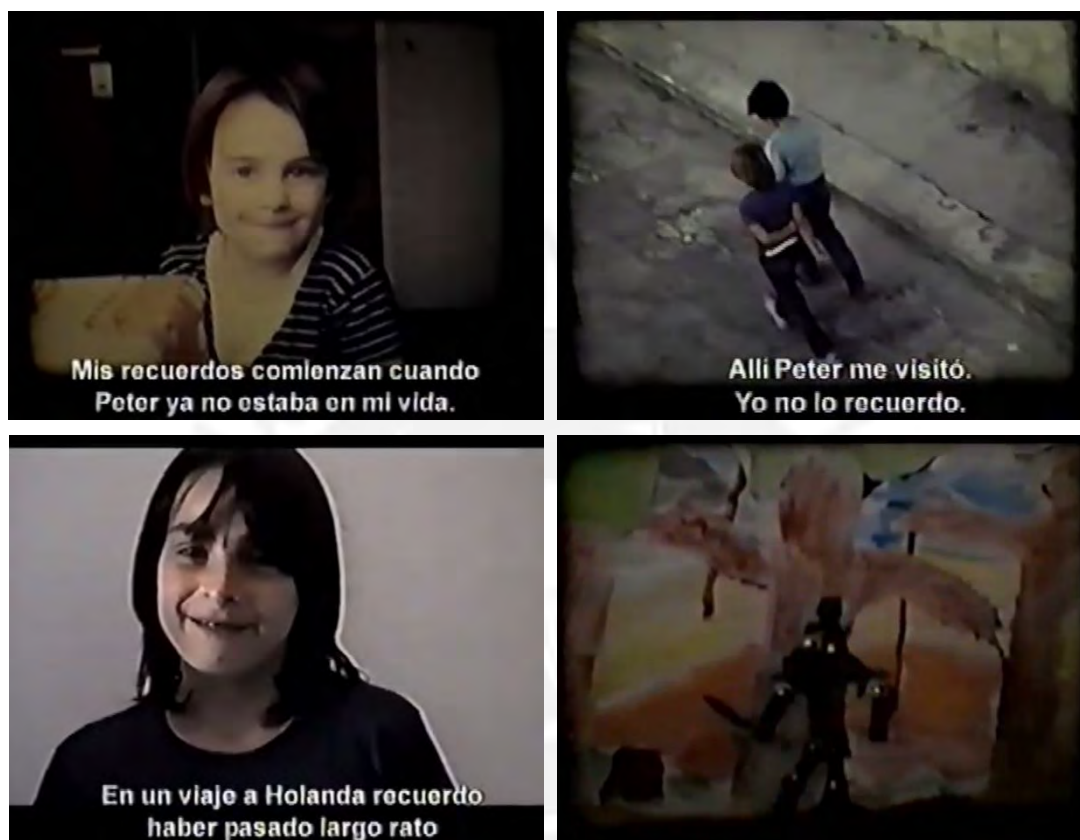 Mis recuerdos comienzan cuando
Peter ya no estaba en mi vida.
Allí Peter me visitó.
Yo no lo recuerdo.
En un viaje a Holanda recuerdo
haber pasado largo rato